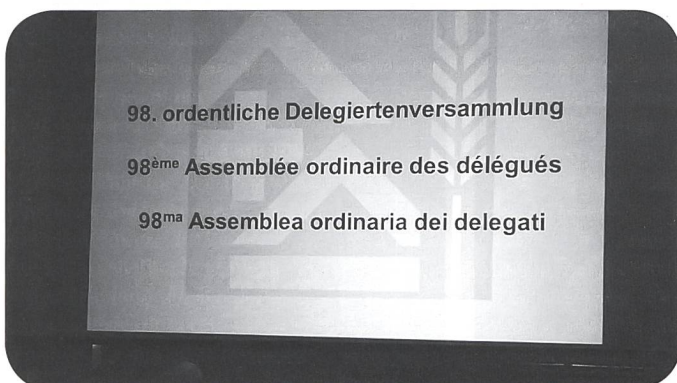 98. ordentliche Delegiertenversammlung
98ème Assemblée ordinaire des délégués
98ma Assemblea ordinaria dei delegati